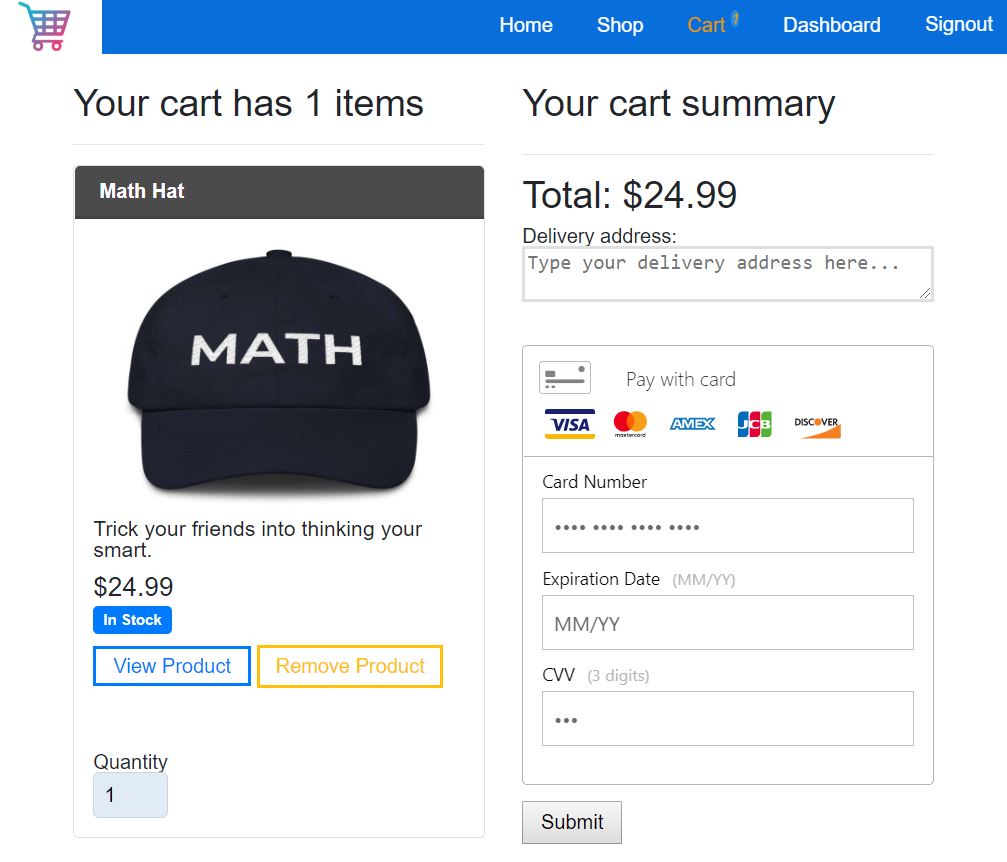 Home Shop Cart 1 Dashboard Signout
Your cart has 1 items
Math Hat
MATH
Trick your friends into thinking your
smart.
$24.99
In Stock
View Product Remove Product
Quantity
1
Your cart summary
Total: $24.99
Delivery address:
Type your delivery address here...
Pay with card
VISA mastercard AMEX JCB DISCOVER
Card Number
•••• •••• •••• ••••
Expiration Date (MM/YY)
MM/YY
CVV (3 digits)
•••
Submit